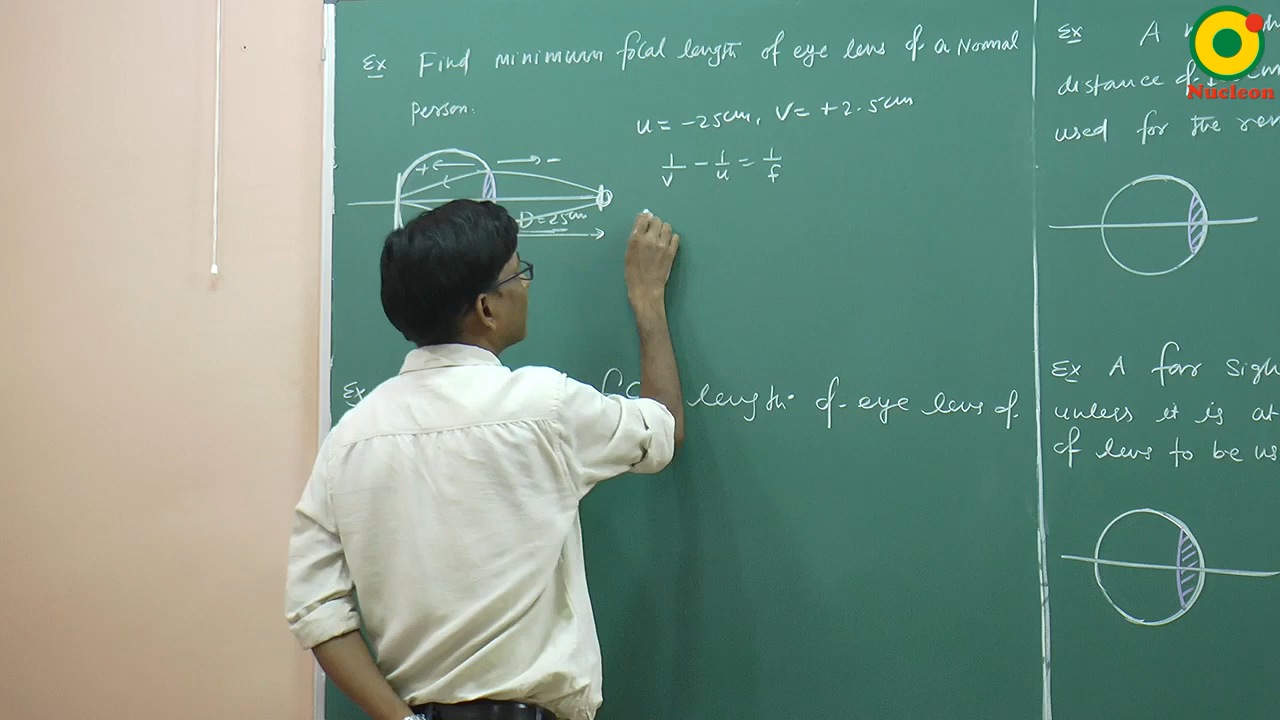 Ex Find minimum focal length of eye lens of a Normal
person.
u = -25cm, v = +2.5cm
1/v - 1/u = 1/f
+ -
D = 25cm
Ex length of eye lens of
Ex A
distance of
used for the
Ex A far
unless it is at
of lens to be
Nucleon